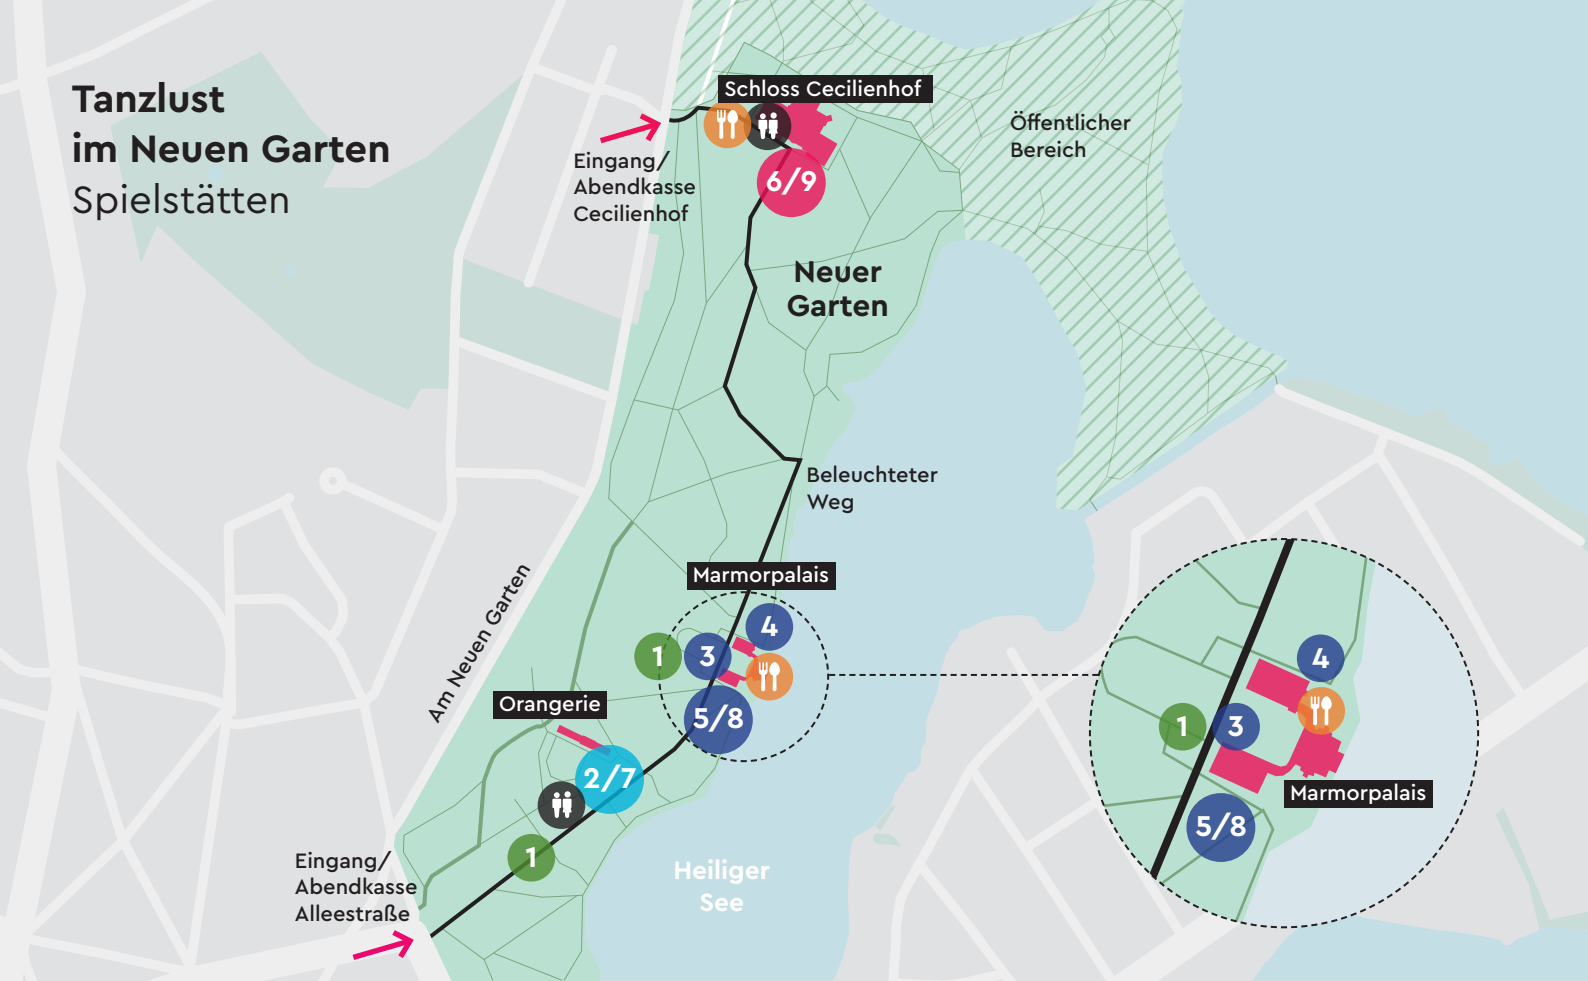 Tanzlust
im Neuen Garten
Spielstätten
Schloss Cecilienhof
Eingang/
Abendkasse
Cecilienhof
6/9
Öffentlicher
Bereich
Neuer
Garten
Beleuchteter
Weg
Am Neuen Garten
Marmorpalais
4
1
3
5/8
Orangerie
2/7
1
Eingang/
Abendkasse
Alleestraße
Heiliger
See
4
1
3
Marmorpalais
5/8